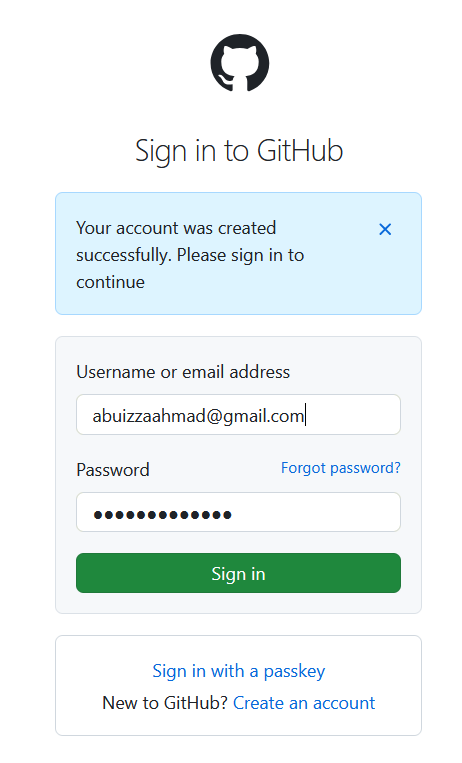 Sign in to GitHub
Your account was created
successfully. Please sign in to
continue
Username or email address
abuizzaahmad@gmail.com
Password Forgot password?
Sign in
Sign in with a passkey
New to GitHub? Create an account